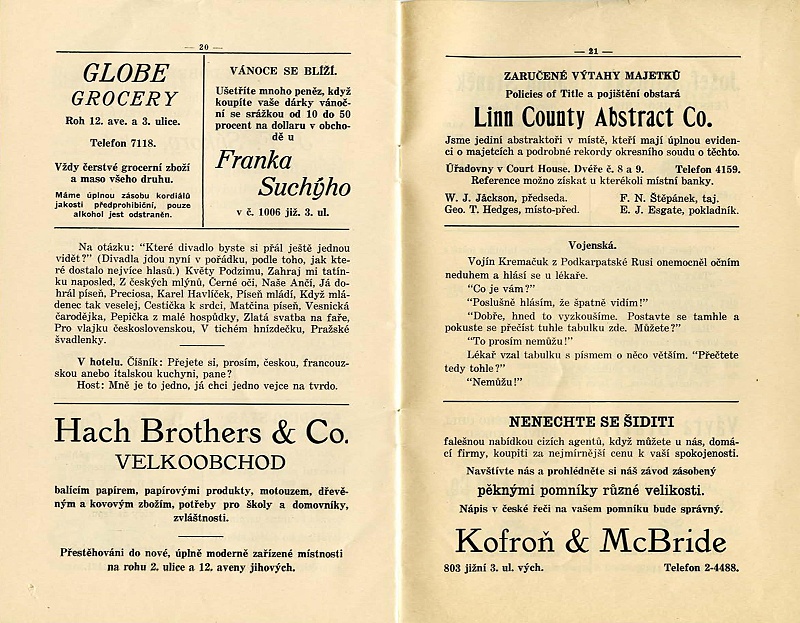 — 20 —
GLOBE
GROCERY
Roh 12. ave. a 3. ulice.
Telefon 7118.
Vždy čerstvé grocerní zboží
a maso všeho druhu.
Máme úplnou zásobu kordiálů
jakosti předprohibiční, pouze
alkohol jest odstraněn.
VÁNOCE SE BLÍŽÍ.
Ušetříte mnoho peněz, když
koupíte vaše dárky vánoč-
ní se srážkou od 10 do 50
procent na dollaru v obcho-
dě u
Franka
Suchýho
v č. 1006 již. 3. ul.
Na otázku: “Které divadlo byste si přál ještě jednou
vidět?” (Divadla jdou nyní v pořádku, podle toho, jak kte-
ré dostalo nejvíce hlasů.) Květy Podzimu, Zahraj mi tatín-
ku naposled, Z českých mlýnů, Černé oči, Naše Ančí, Já do-
hrál píseň, Preciosa, Karel Havlíček, Píseň mládí, Když mlá-
denec tak veselej, Cestička k srdci, Matčina píseň, Vesnická
čarodějka, Pepička z malé hospůdky, Zlatá svatba na faře,
Pro vlajku československou, V tichém hnízdečku, Pražské
švadlenky.
V hotelu. Číšník: Přejete si, prosím, českou, francouz-
skou anebo italskou kuchyni, pane?
Host: Mně je to jedno, já chci jedno vejce na tvrdo.
Hach Brothers & Co.
VELKOOBCHOD
balícím papírem, papírovými produkty, motouzem, dřevě-
ným a kovovým zbožím, potřeby pro školy a domovníky,
zvláštnosti.
Přestěhováni do nové, úplně moderně zařízené místnosti
na rohu 2. ulice a 12. aveny jihových.
— 21 —
ZARUČENÉ VÝTAHY MAJETKŮ
Policies of Title a pojištění obstará
Linn County Abstract Co.
Jsme jediní abstraktoři v místě, kteří mají úplnou eviden-
ci o majetcích a podrobné rekordy okresního soudu o těchto.
Úřadovny v Court House. Dvéře č. 8 a 9. Telefon 4159.
Reference možno získat u kterékoli místní banky.
W. J. Jáckson, předseda. F. N. Štěpánek, taj.
Geo. T. Hedges, místo-před. E. J. Esgate, pokladník.
Vojenská.
Vojín Kremačuk z Podkarpatské Rusi onemocněl očním
neduhem a hlásí se u lékaře.
“Co je vám?”
“Poslušně hlásím, že špatně vidím!”
“Dobře, hned to vyzkoušíme. Postavte se tamhle a
pokuste se přečíst tuhle tabulku zde. Můžete?”
“To prosím nemůžu!”
Lékař vzal tabulku s písmem o něco větším. “Přečtete
tedy tohle?”
“Nemůžu!”
NENECHTE SE ŠIDITI
falešnou nabídkou cizích agentů, když můžete u nás, domá-
cí firmy, koupiti za nejmírnější cenu k vaší spokojenosti.
Navštivte nás a prohlédněte si náš závod zásobený
pěknými pomníky různé velikosti.
Nápis v české řeči na vašem pomníku bude správný.
Kofroň & McBride
803 jižní 3. ul. vých. Telefon 2-4488.